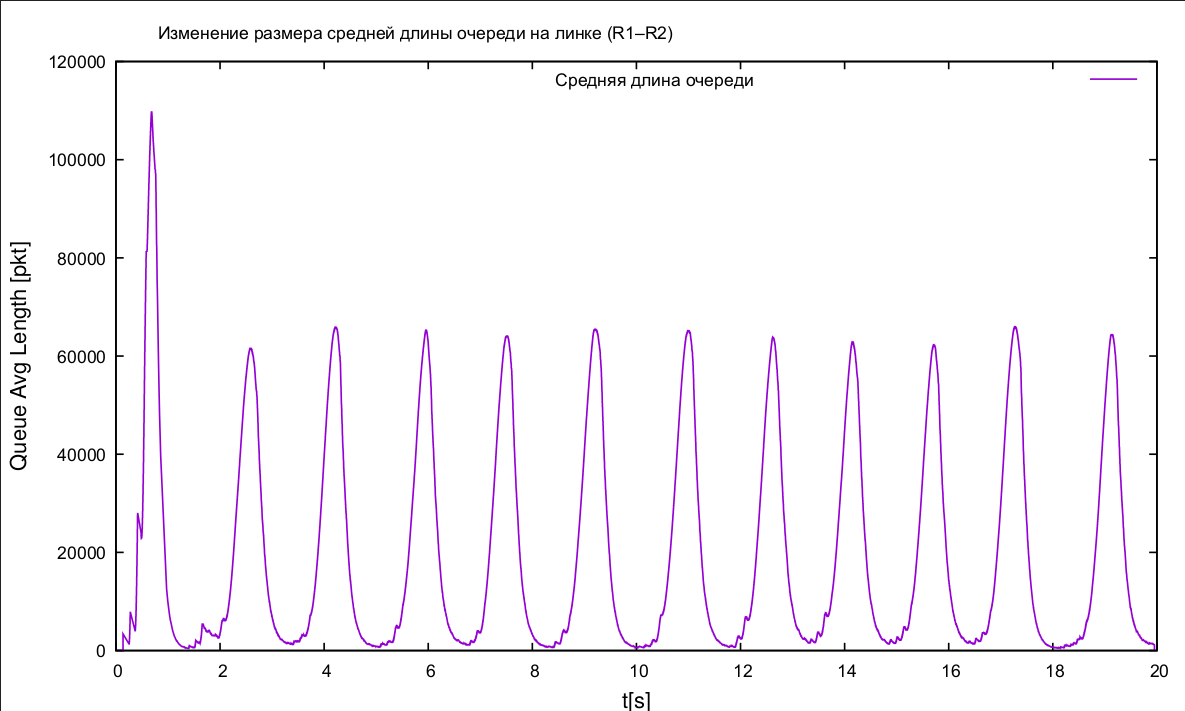 Изменение размера средней длины очереди на линке (R1–R2)
Средняя длина очереди
Queue Avg Length [pkt]
120000
100000
80000
60000
40000
20000
0
0 2 4 6 8 10 12 14 16 18 20
t[s]